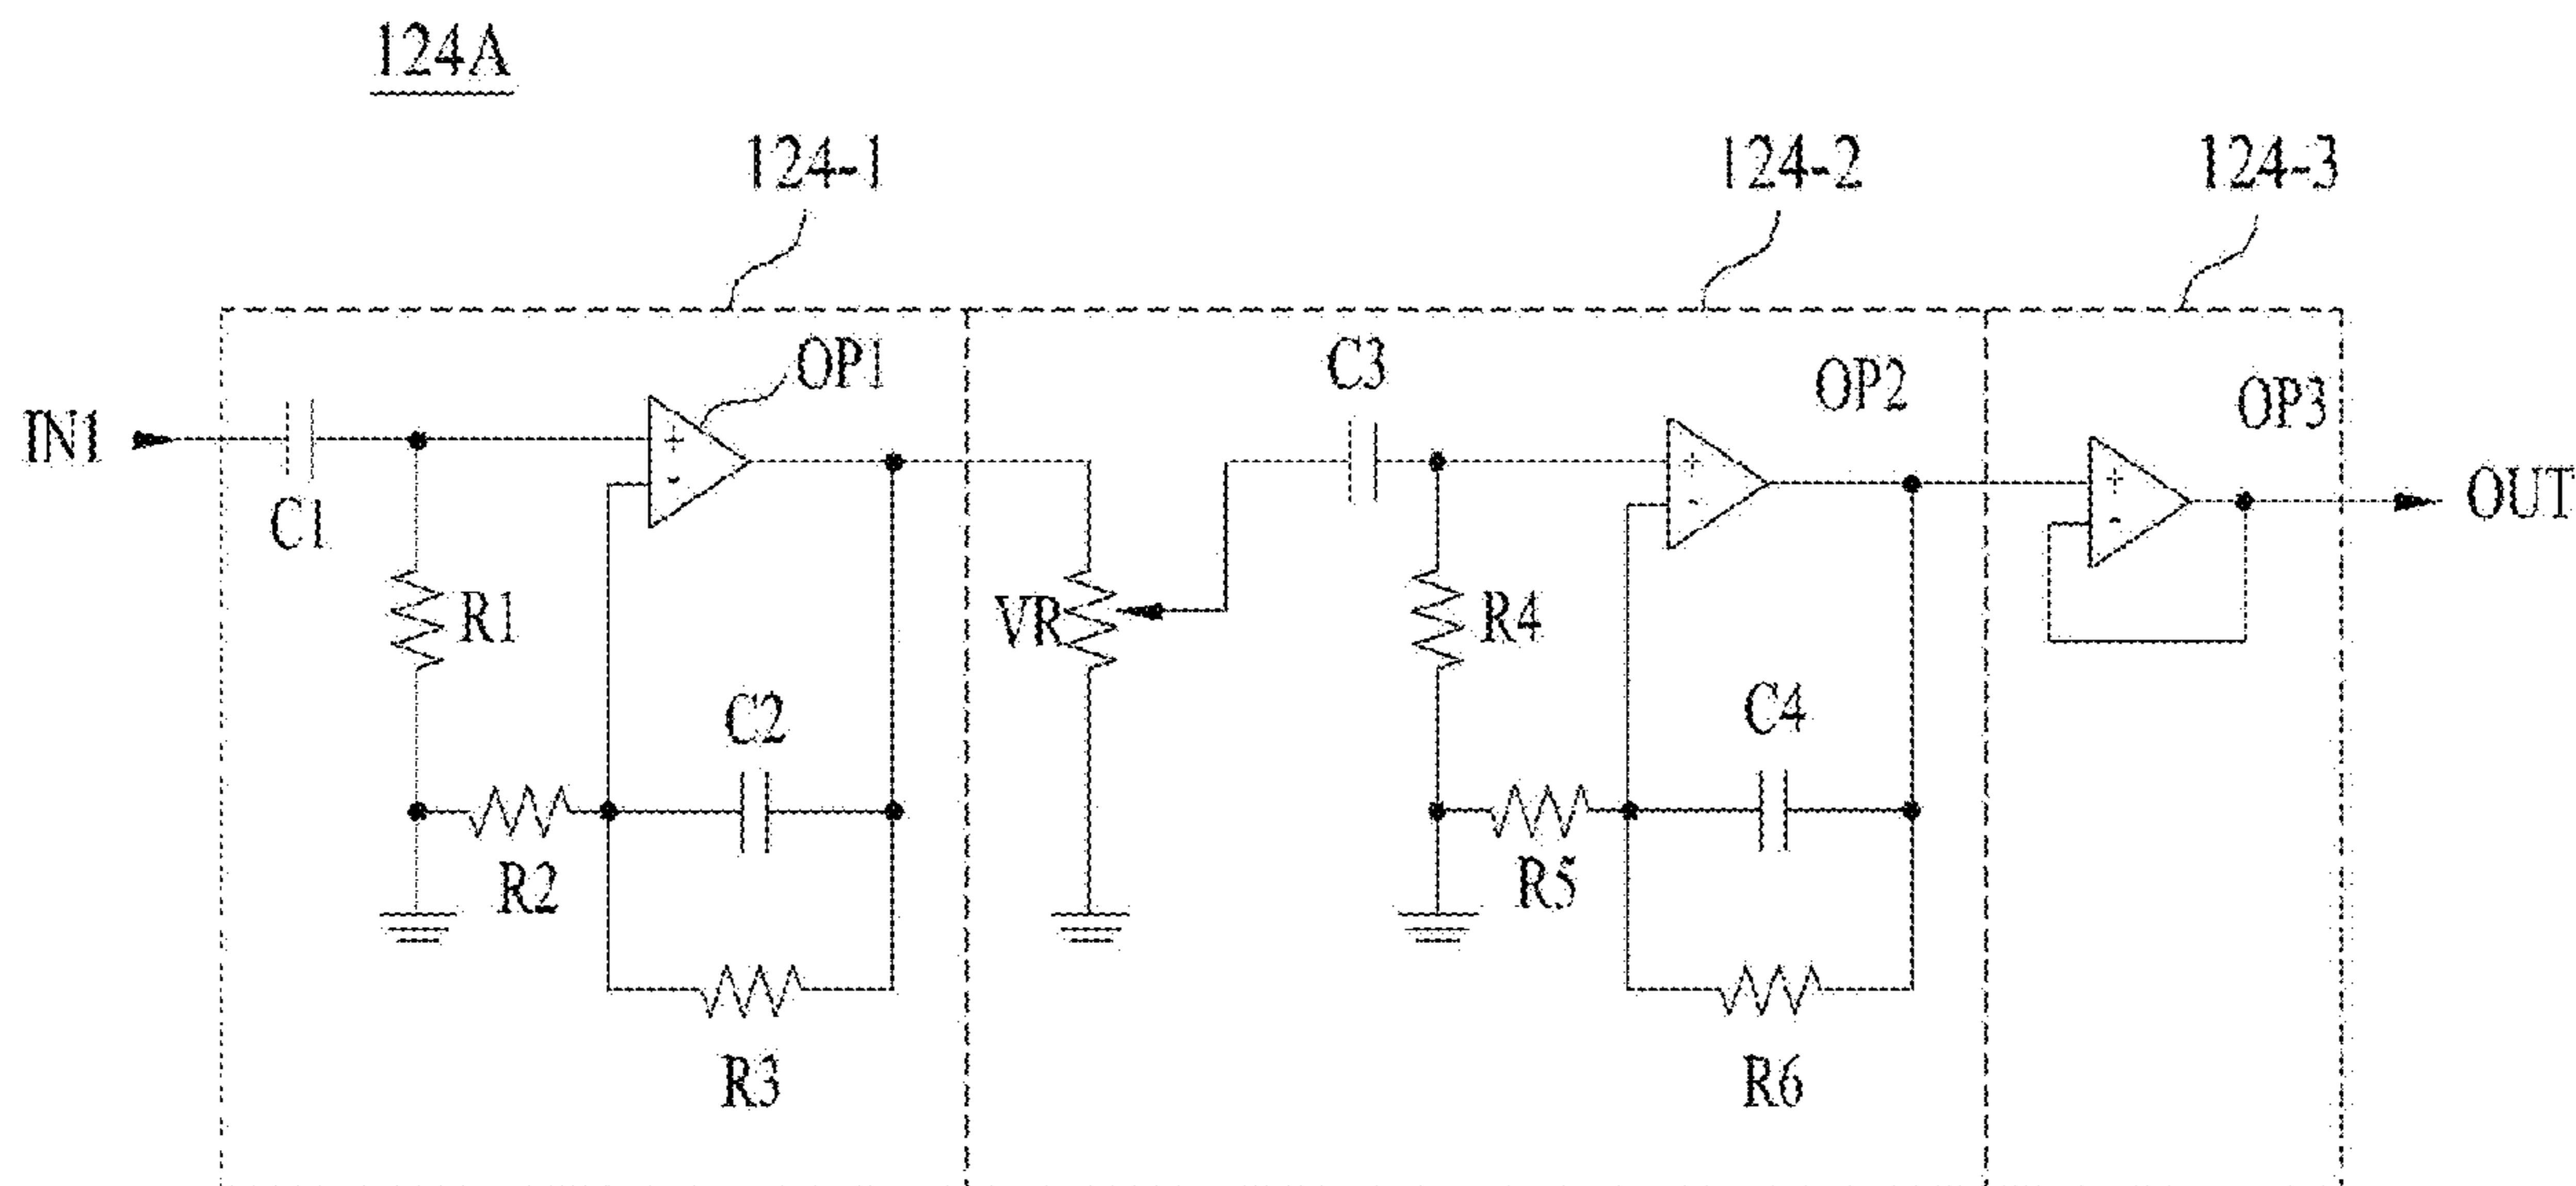 124A
124-1
124-2
124-3
OP1
C3
OP2
OP3
IN1
+
-
+
-
+
-
OUT
C1
R1
VR
R4
C2
C4
R2
R5
R3
R6